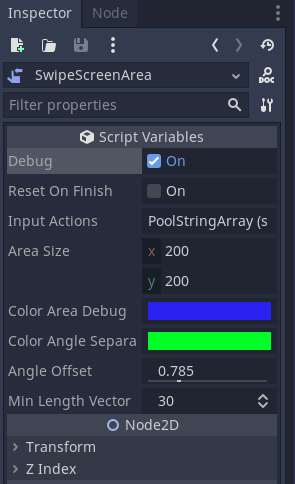 Inspector Node
SwipeScreenArea
Filter properties
Script Variables
Debug On
Reset On Finish On
Input Actions PoolStringArray (s
Area Size x 200
y 200
Color Area Debug
Color Angle Separa
Angle Offset 0.785
Min Length Vector 30
Node2D
Transform
Z Index